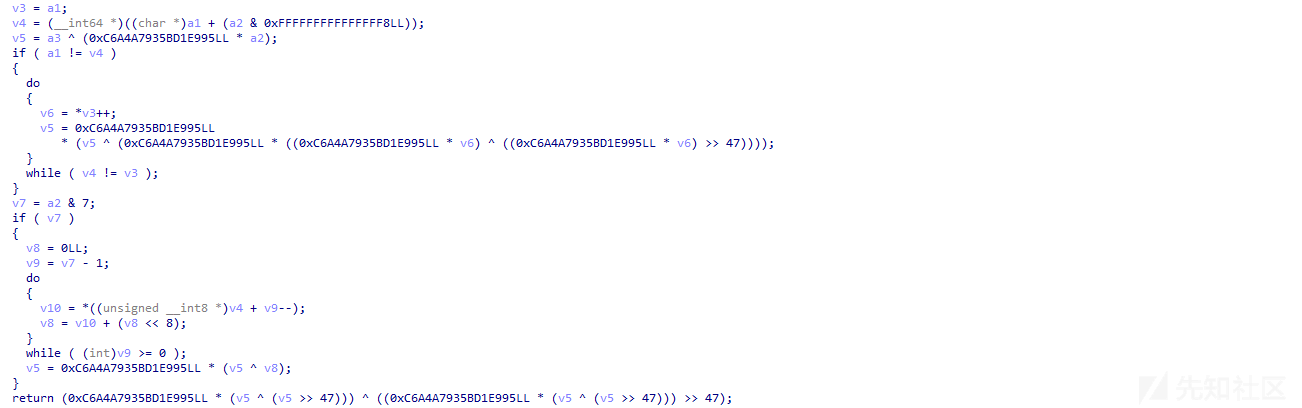 v3 = a1;
v4 = (__int64 *)((char *)a1 + (a2 & 0xFFFFFFFFFFFFFFF8LL));
v5 = a3 ^ (0xC6A4A7935BD1E995LL * a2);
if ( a1 != v4 )
{
do
{
v6 = *v3++;
v5 = 0xC6A4A7935BD1E995LL
* (v5 ^ (0xC6A4A7935BD1E995LL * ((0xC6A4A7935BD1E995LL * v6) ^ ((0xC6A4A7935BD1E995LL * v6) >> 47))));
}
while ( v4 != v3 );
}
v7 = a2 & 7;
if ( v7 )
{
v8 = 0LL;
v9 = v7 - 1;
do
{
v10 = *((unsigned __int8 *)v4 + v9--);
v8 = v10 + (v8 << 8);
}
while ( (int)v9 >= 0 );
v5 = 0xC6A4A7935BD1E995LL * (v5 ^ v8);
}
return (0xC6A4A7935BD1E995LL * (v5 ^ (v5 >> 47))) ^ ((0xC6A4A7935BD1E995LL * (v5 ^ (v5 >> 47))) >> 47);
先知社区